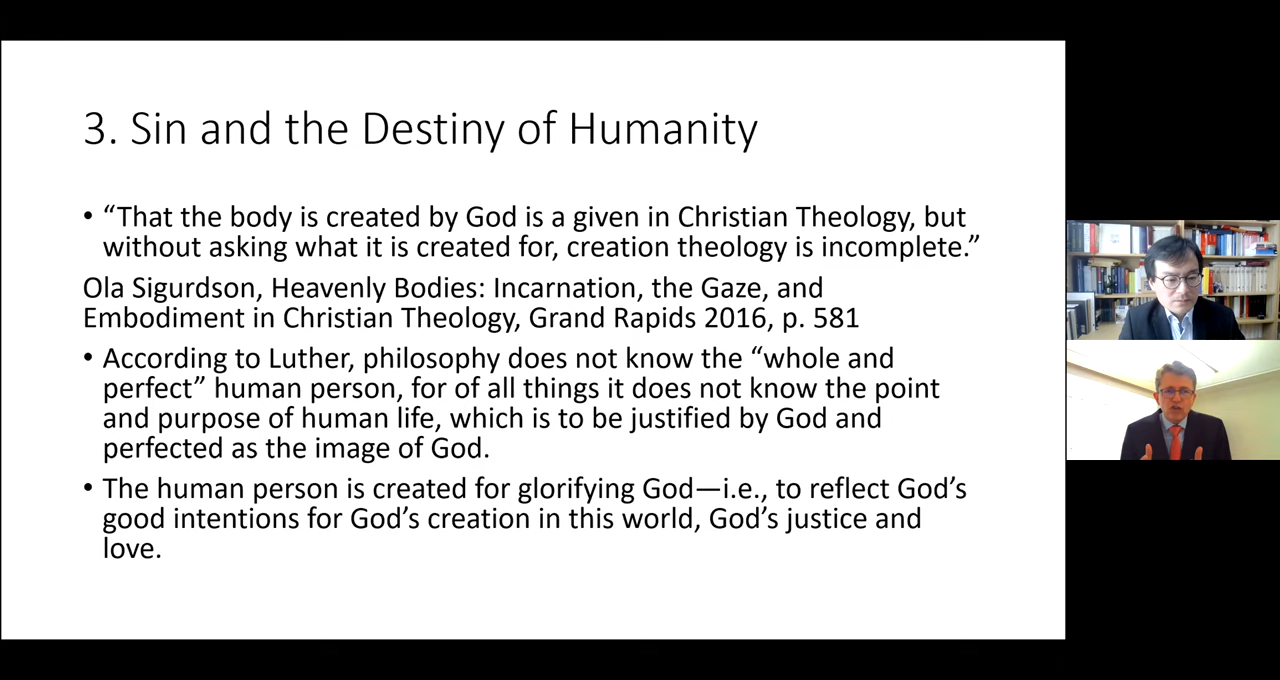 3. Sin and the Destiny of Humanity
• “That the body is created by God is a given in Christian Theology, but
without asking what it is created for, creation theology is incomplete.”
Ola Sigurdson, Heavenly Bodies: Incarnation, the Gaze, and
Embodiment in Christian Theology, Grand Rapids 2016, p. 581
• According to Luther, philosophy does not know the “whole and
perfect” human person, for of all things it does not know the point
and purpose of human life, which is to be justified by God and
perfected as the image of God.
• The human person is created for glorifying God—i.e., to reflect God’s
good intentions for God’s creation in this world, God’s justice and
love.